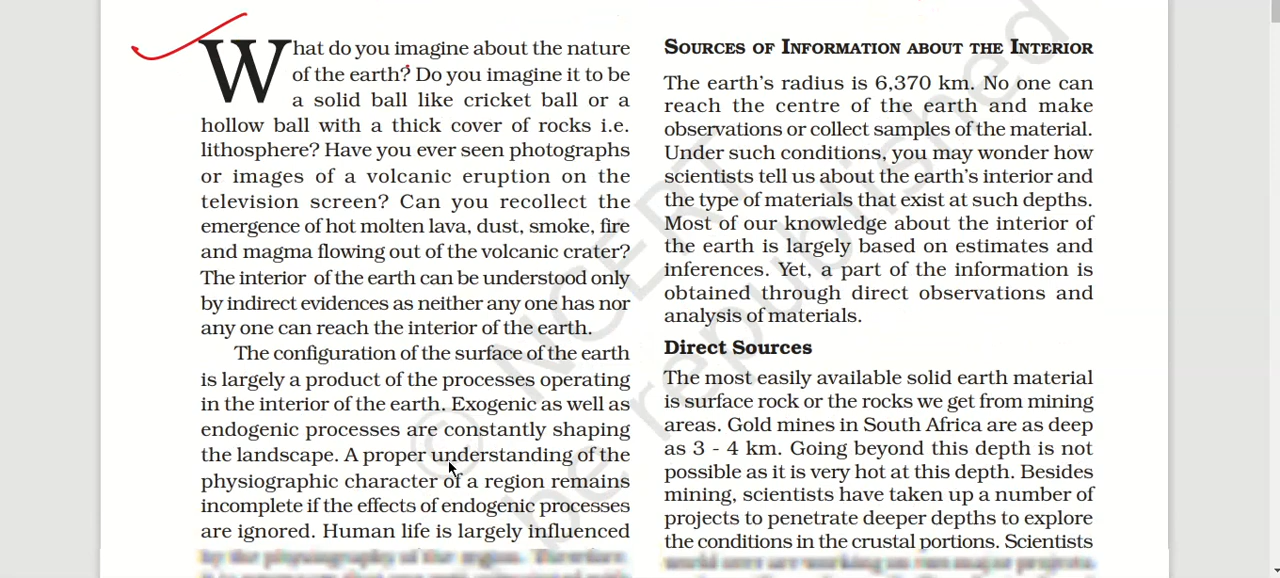 What do you imagine about the nature
of the earth? Do you imagine it to be
a solid ball like cricket ball or a
hollow ball with a thick cover of rocks i.e.
lithosphere? Have you ever seen photographs
or images of a volcanic eruption on the
television screen? Can you recollect the
emergence of hot molten lava, dust, smoke, fire
and magma flowing out of the volcanic crater?
The interior of the earth can be understood only
by indirect evidences as neither any one has nor
any one can reach the interior of the earth.
The configuration of the surface of the earth
is largely a product of the processes operating
in the interior of the earth. Exogenic as well as
endogenic processes are constantly shaping
the landscape. A proper understanding of the
physiographic character of a region remains
incomplete if the effects of endogenic processes
are ignored. Human life is largely influenced
SOURCES OF INFORMATION ABOUT THE INTERIOR
The earth's radius is 6,370 km. No one can
reach the centre of the earth and make
observations or collect samples of the material.
Under such conditions, you may wonder how
scientists tell us about the earth's interior and
the type of materials that exist at such depths.
Most of our knowledge about the interior of
the earth is largely based on estimates and
inferences. Yet, a part of the information is
obtained through direct observations and
analysis of materials.
Direct Sources
The most easily available solid earth material
is surface rock or the rocks we get from mining
areas. Gold mines in South Africa are as deep
as 3 - 4 km. Going beyond this depth is not
possible as it is very hot at this depth. Besides
mining, scientists have taken up a number of
projects to penetrate deeper depths to explore
the conditions in the crustal portions. Scientists
© NCERT
be republished